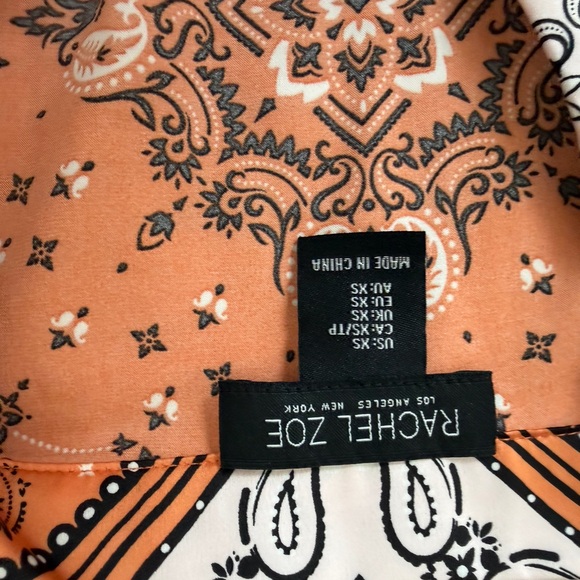 RACHEL ZOE
LOS ANGELES NEW YORK
US: XS
CA: XS/TP
UK: XS
EU: XS
AU: XS
MADE IN CHINA